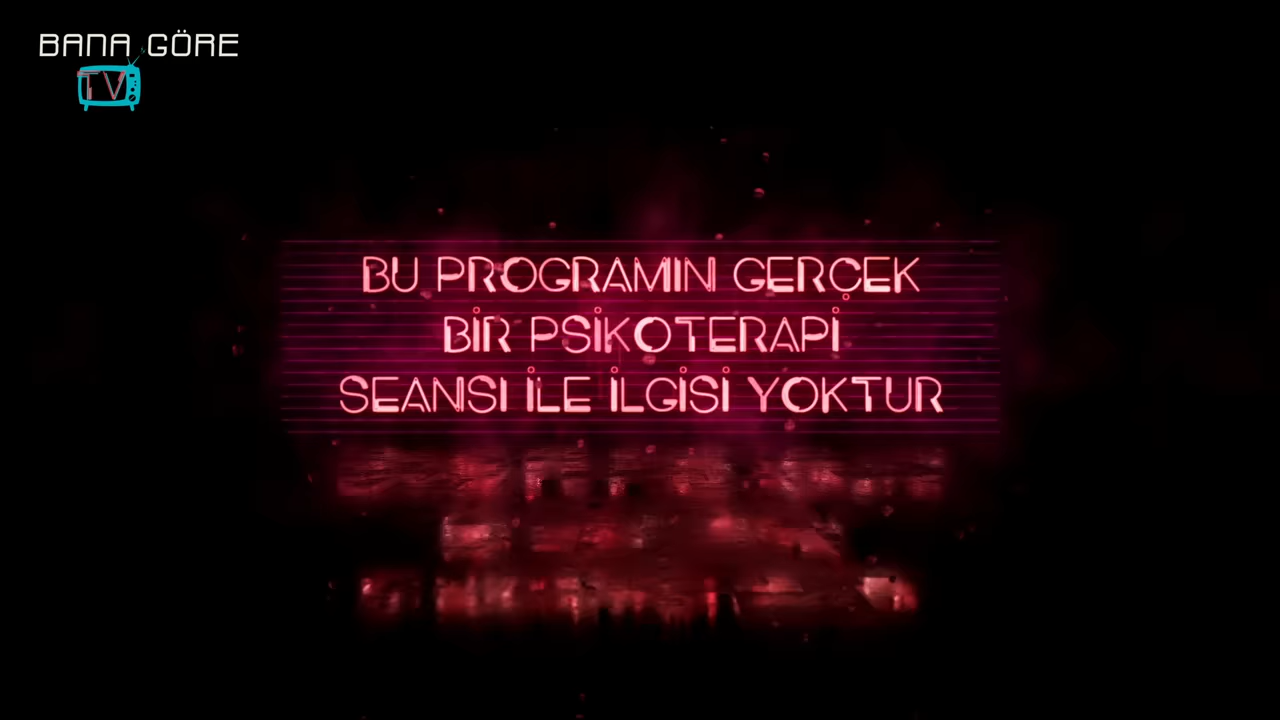 BANA GÖRE
TV
BU PROGRAMIN GERÇEK
BİR PSİKOTERAPİ
SEANSI İLE İLGİSİ YOKTUR